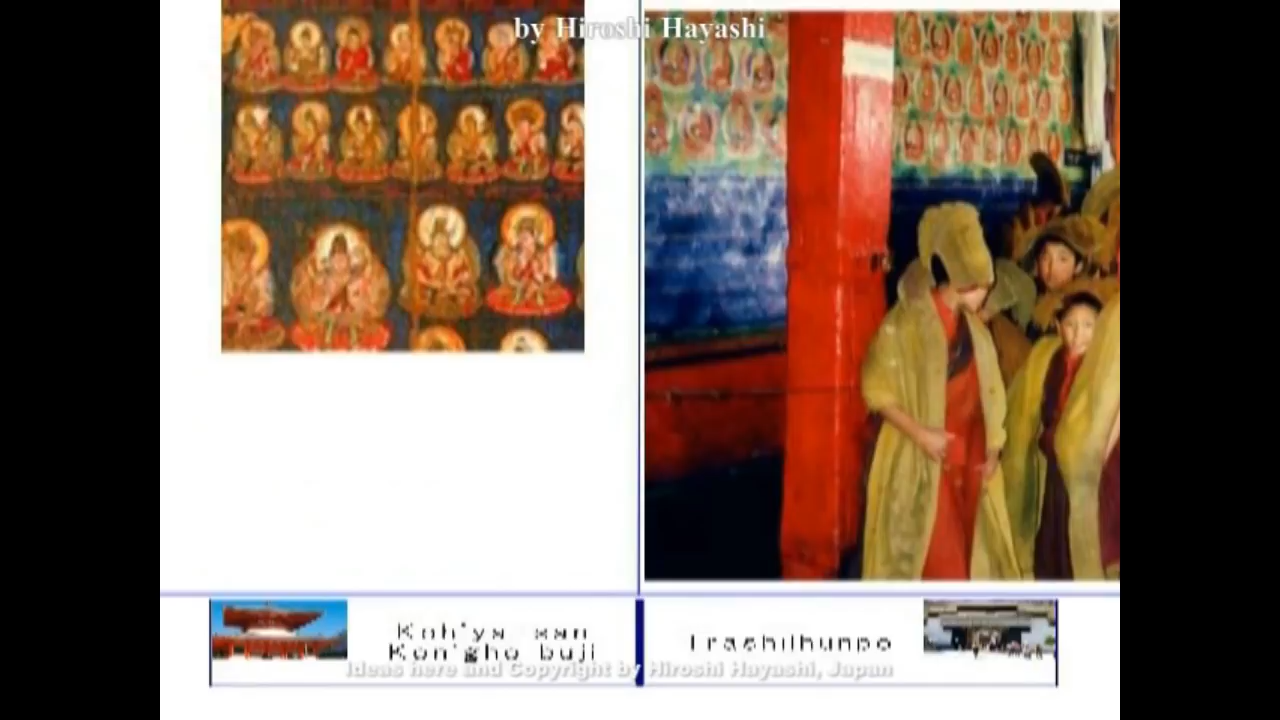 by Hiroshi Hayashi
Koh'ya san
Kon'gho buji
Trashilhunpo
Ideas here and Copyright by Hiroshi Hayashi, Japan